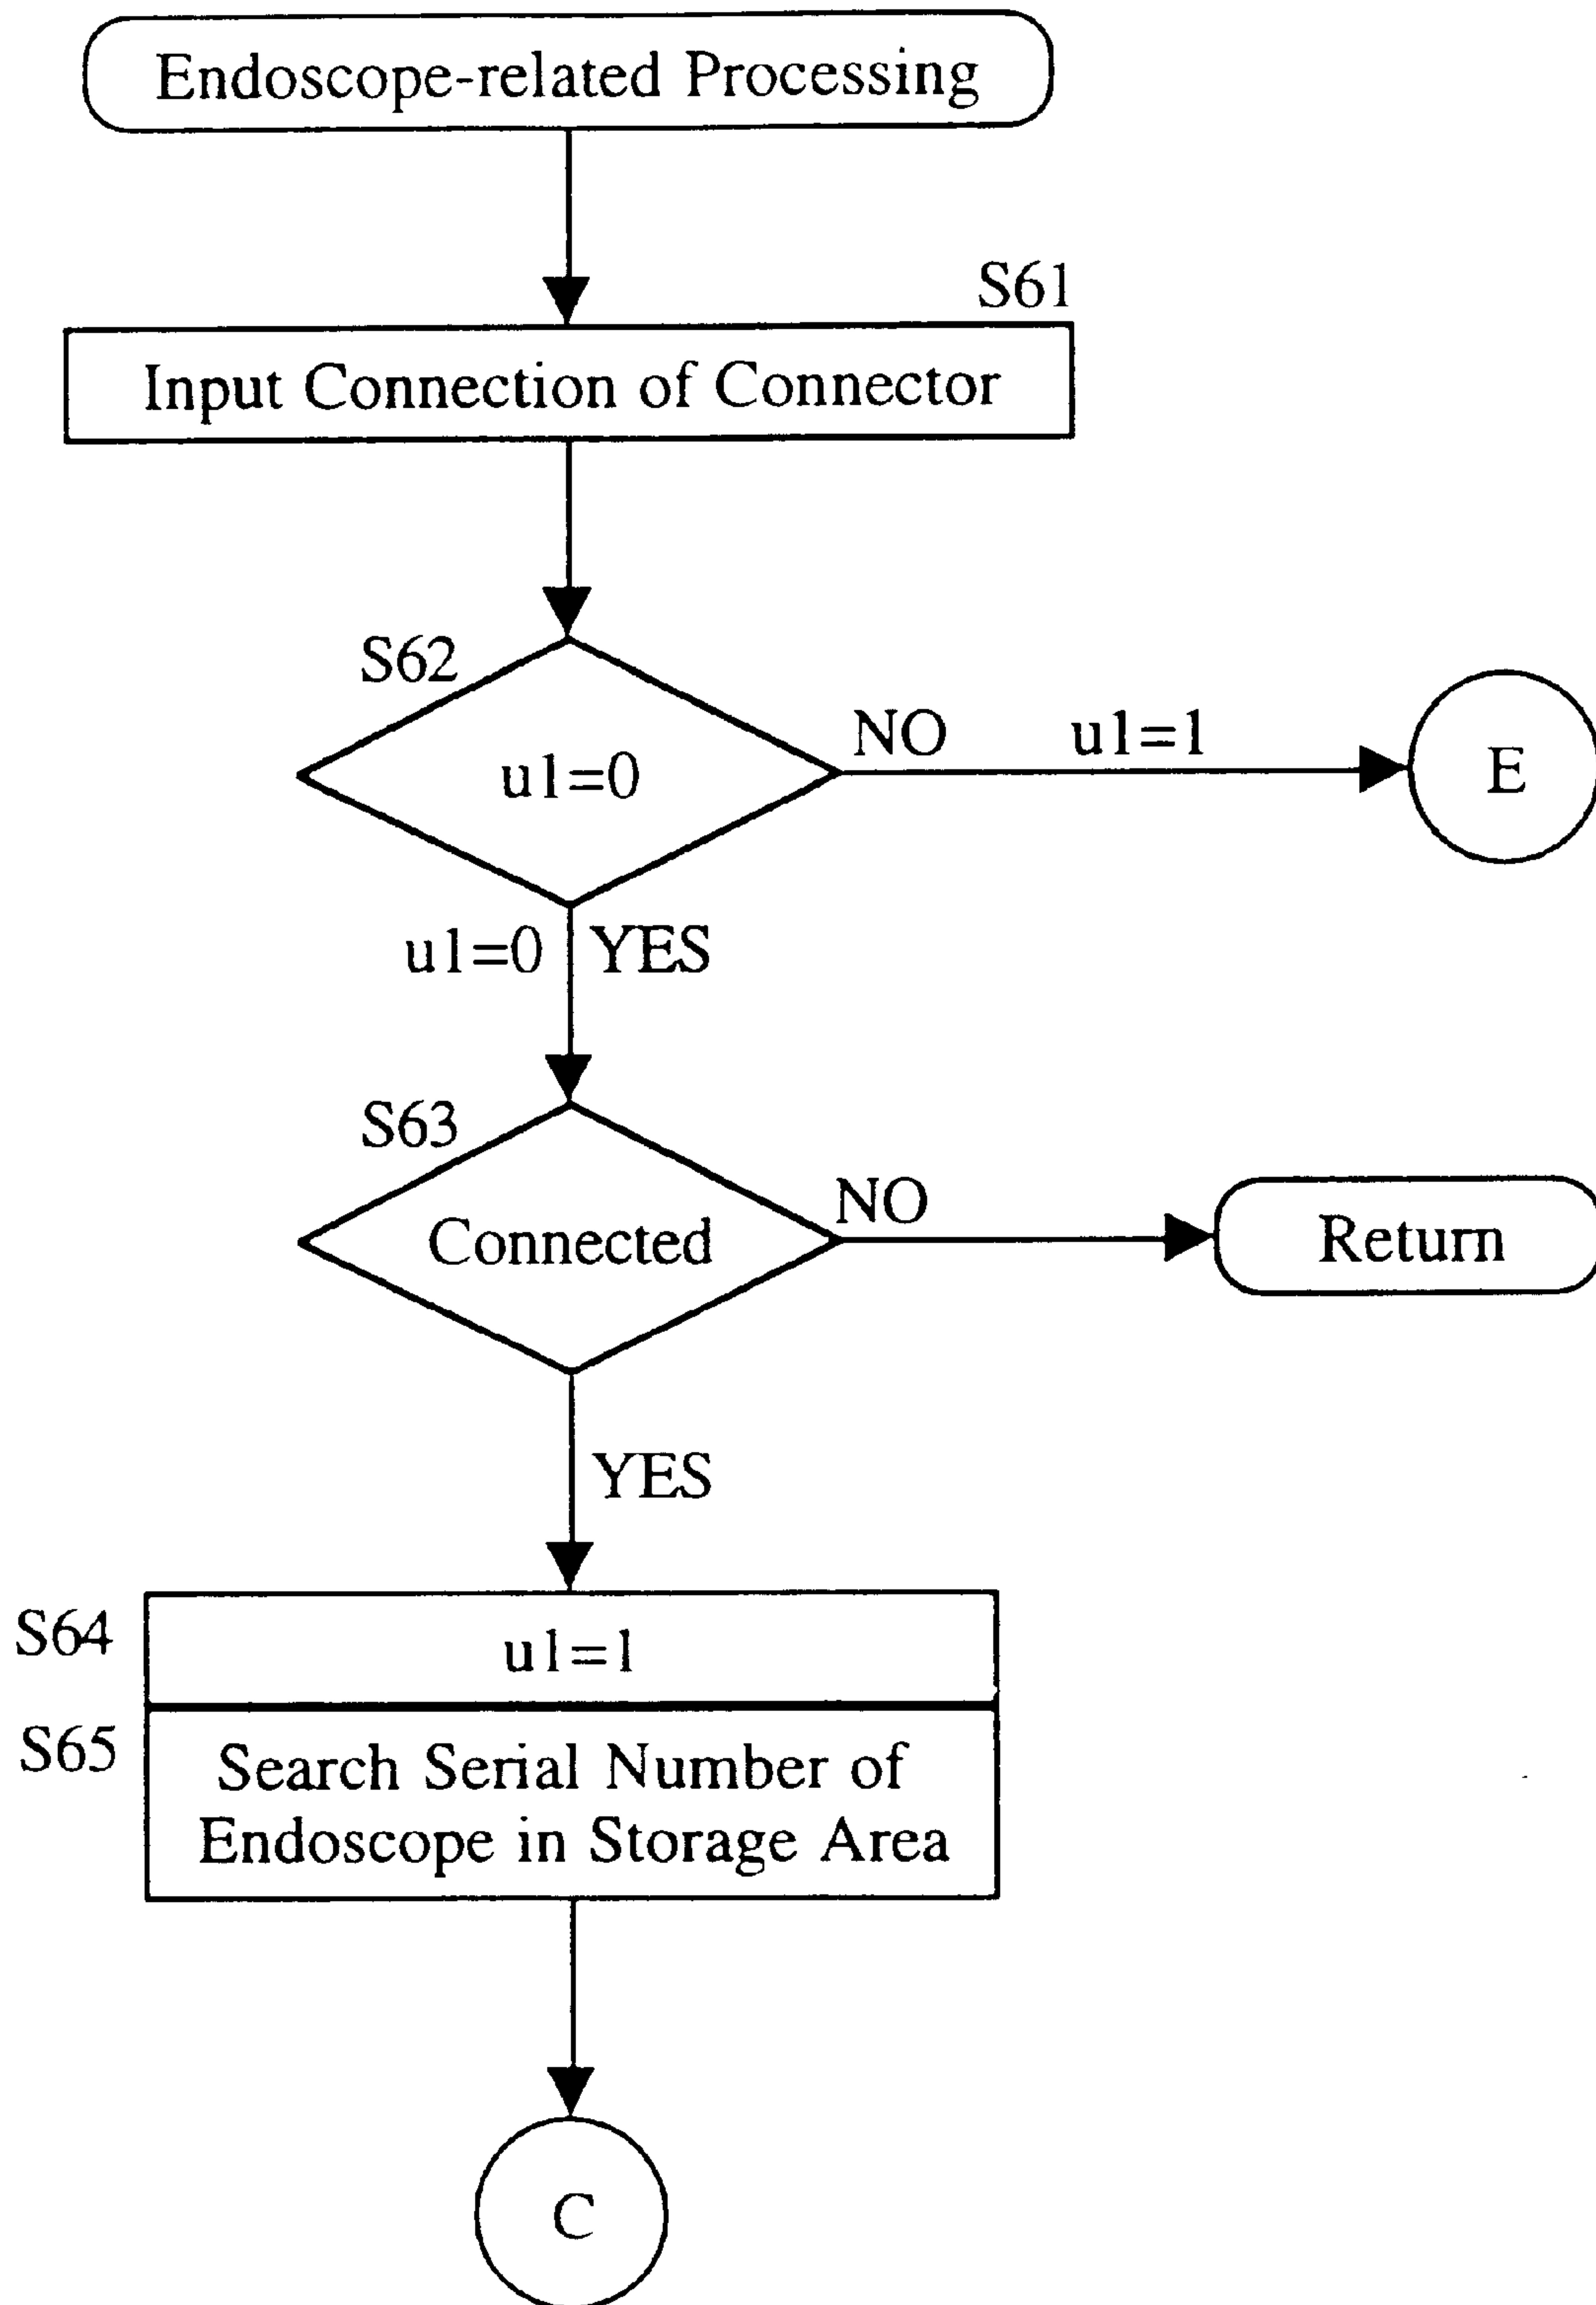 Endoscope-related Processing
S61
Input Connection of Connector
S62
u1=0
NO
u1=1
E
u1=0
YES
S63
Connected
NO
Return
YES
S64
u1=1
S65
Search Serial Number of
Endoscope in Storage Area
C